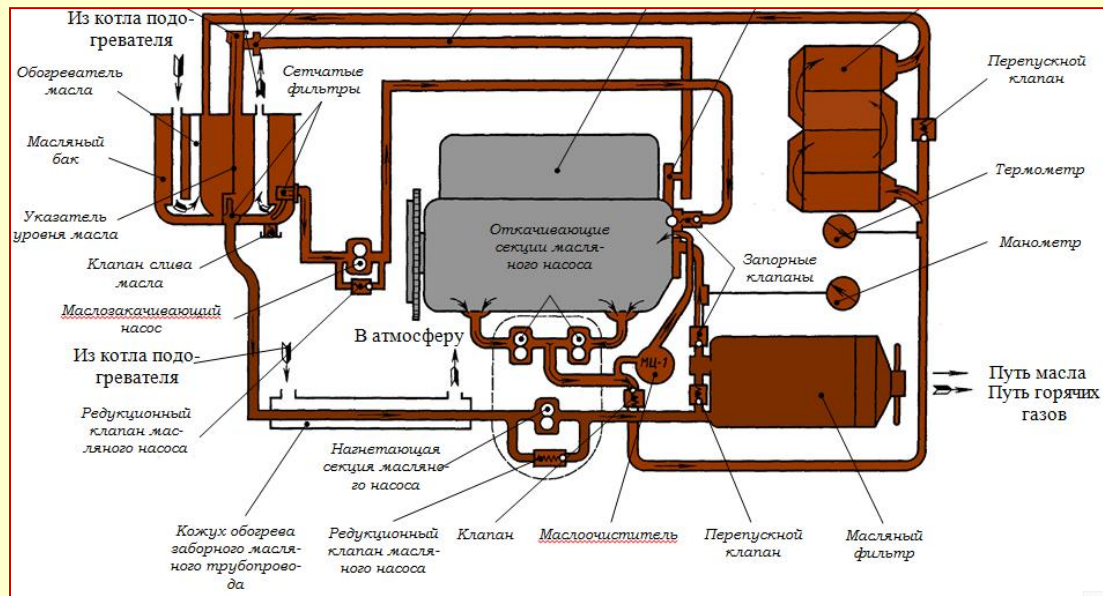 Из котла подо-
гревателя
Обогреватель
масла
Сетчатые
фильтры
Перепускной
клапан
Масляный
бак
Термометр
Указатель
уровня масла
Откачивающие
секции масля-
ного насоса
Манометр
Клапан слива
масла
Запорные
клапаны
Маслозакачивающий
насос
В атмосферу
МЦ-1
Из котла подо-
гревателя
Путь масла
Путь горячих
газов
Редукционный
клапан мас-
ляного насоса
Нагнетающая
секция масляно-
го насоса
Кожух обогрева
заборного масля-
ного трубопрово-
да
Редукционный
клапан масля-
ного насоса
Клапан
Маслоочиститель
Перепускной
клапан
Масляный
фильтр